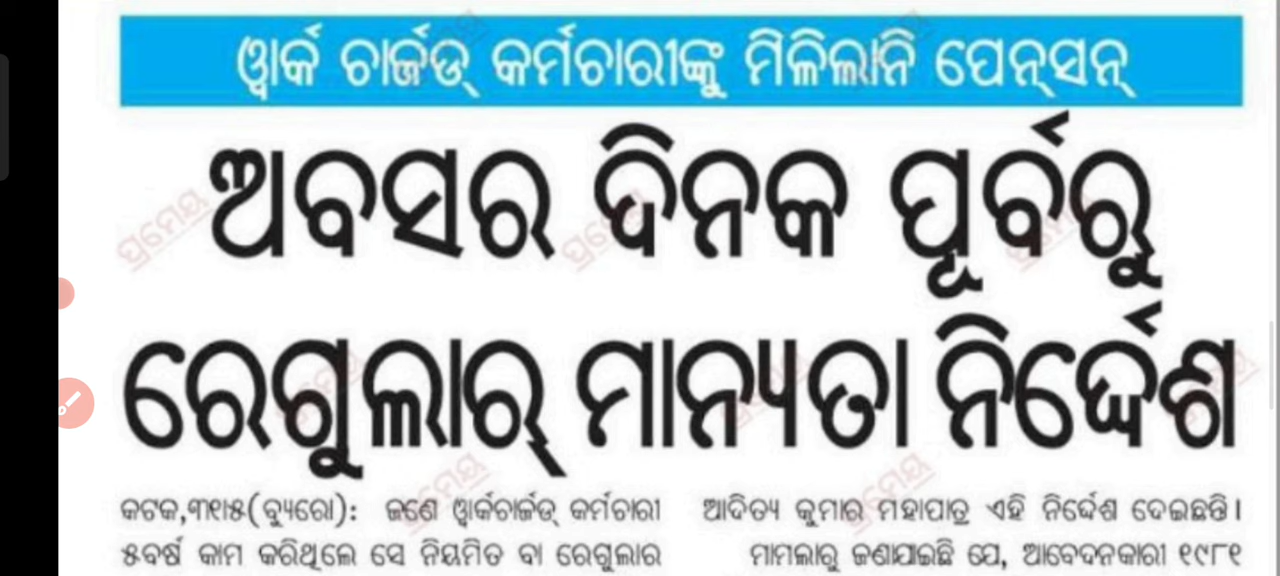 ୱାର୍କ ଚାର୍ଜଡ୍ କର୍ମଚାରୀଙ୍କୁ ମିଳିଲାନି ପେନ୍‌ସନ୍
ଅବସର ଦିନକ ପୂର୍ବରୁ
ରେଗୁଲାର୍ ମାନ୍ୟତା ନିର୍ଦ୍ଦେଶ
କଟକ,୩୧ା୫(ବ୍ୟୁରୋ): ଜଣେ ୱାର୍କଚାର୍ଜଡ୍ କର୍ମଚାରୀ
୫ବର୍ଷ କାମ କରିଥିଲେ ସେ ନିୟମିତ ବା ରେଗୁଲାର
ଆଦିତ୍ୟ କୁମାର ମହାପାତ୍ର ଏହି ନିର୍ଦ୍ଦେଶ ଦେଇଛନ୍ତି।
ମାମଲାରୁ ଜଣାଯାଇଛି ଯେ, ଆବେଦନକାରୀ ୧୯୮୧
ପ୍ରମେୟ